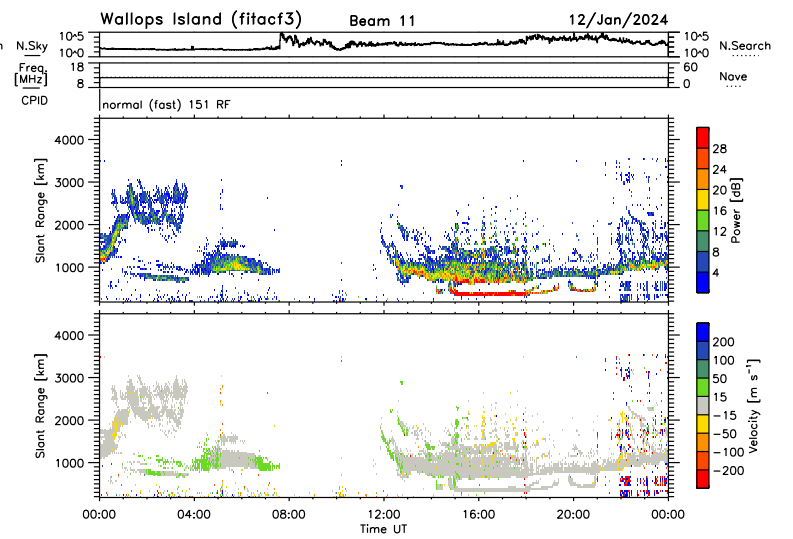 Wallops Island (fitacf3) Beam 11 12/Jan/2024
N.Sky 10^5 10^0 10^5 10^0 N.Search
Freq. [MHz] 18 8 60 0 Nave
CPID normal (fast) 151 RF
Slant Range [km] 4000 3000 2000 1000
28 24 20 16 12 8 4 Power [dB]
Slant Range [km] 4000 3000 2000 1000
200 100 50 15 -15 -50 -100 -200 Velocity [m s^-1]
00:00 04:00 08:00 12:00 16:00 20:00 00:00
Time UT